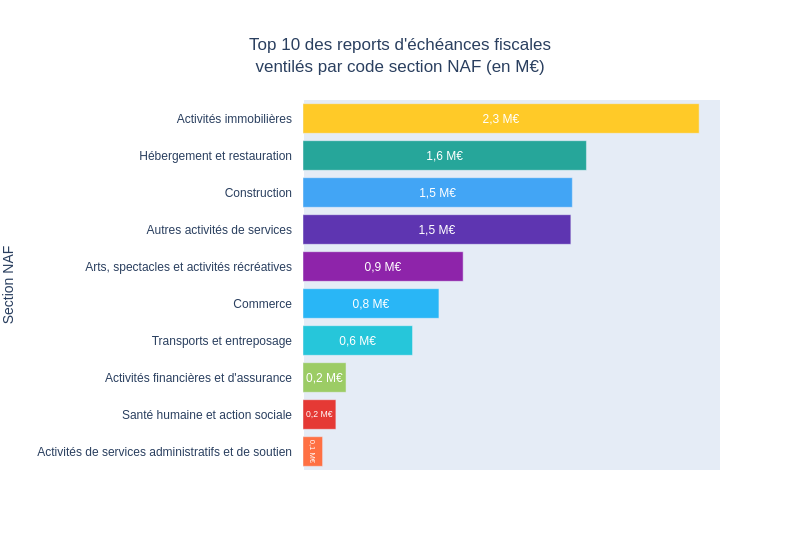 Top 10 des reports d'échéances fiscales
ventilés par code section NAF (en M€)
Section NAF
Activités immobilières 2,3 M€
Hébergement et restauration 1,6 M€
Construction 1,5 M€
Autres activités de services 1,5 M€
Arts, spectacles et activités récréatives 0,9 M€
Commerce 0,8 M€
Transports et entreposage 0,6 M€
Activités financières et d'assurance 0,2 M€
Santé humaine et action sociale 0,2 M€
Activités de services administratifs et de soutien 0,1 M€